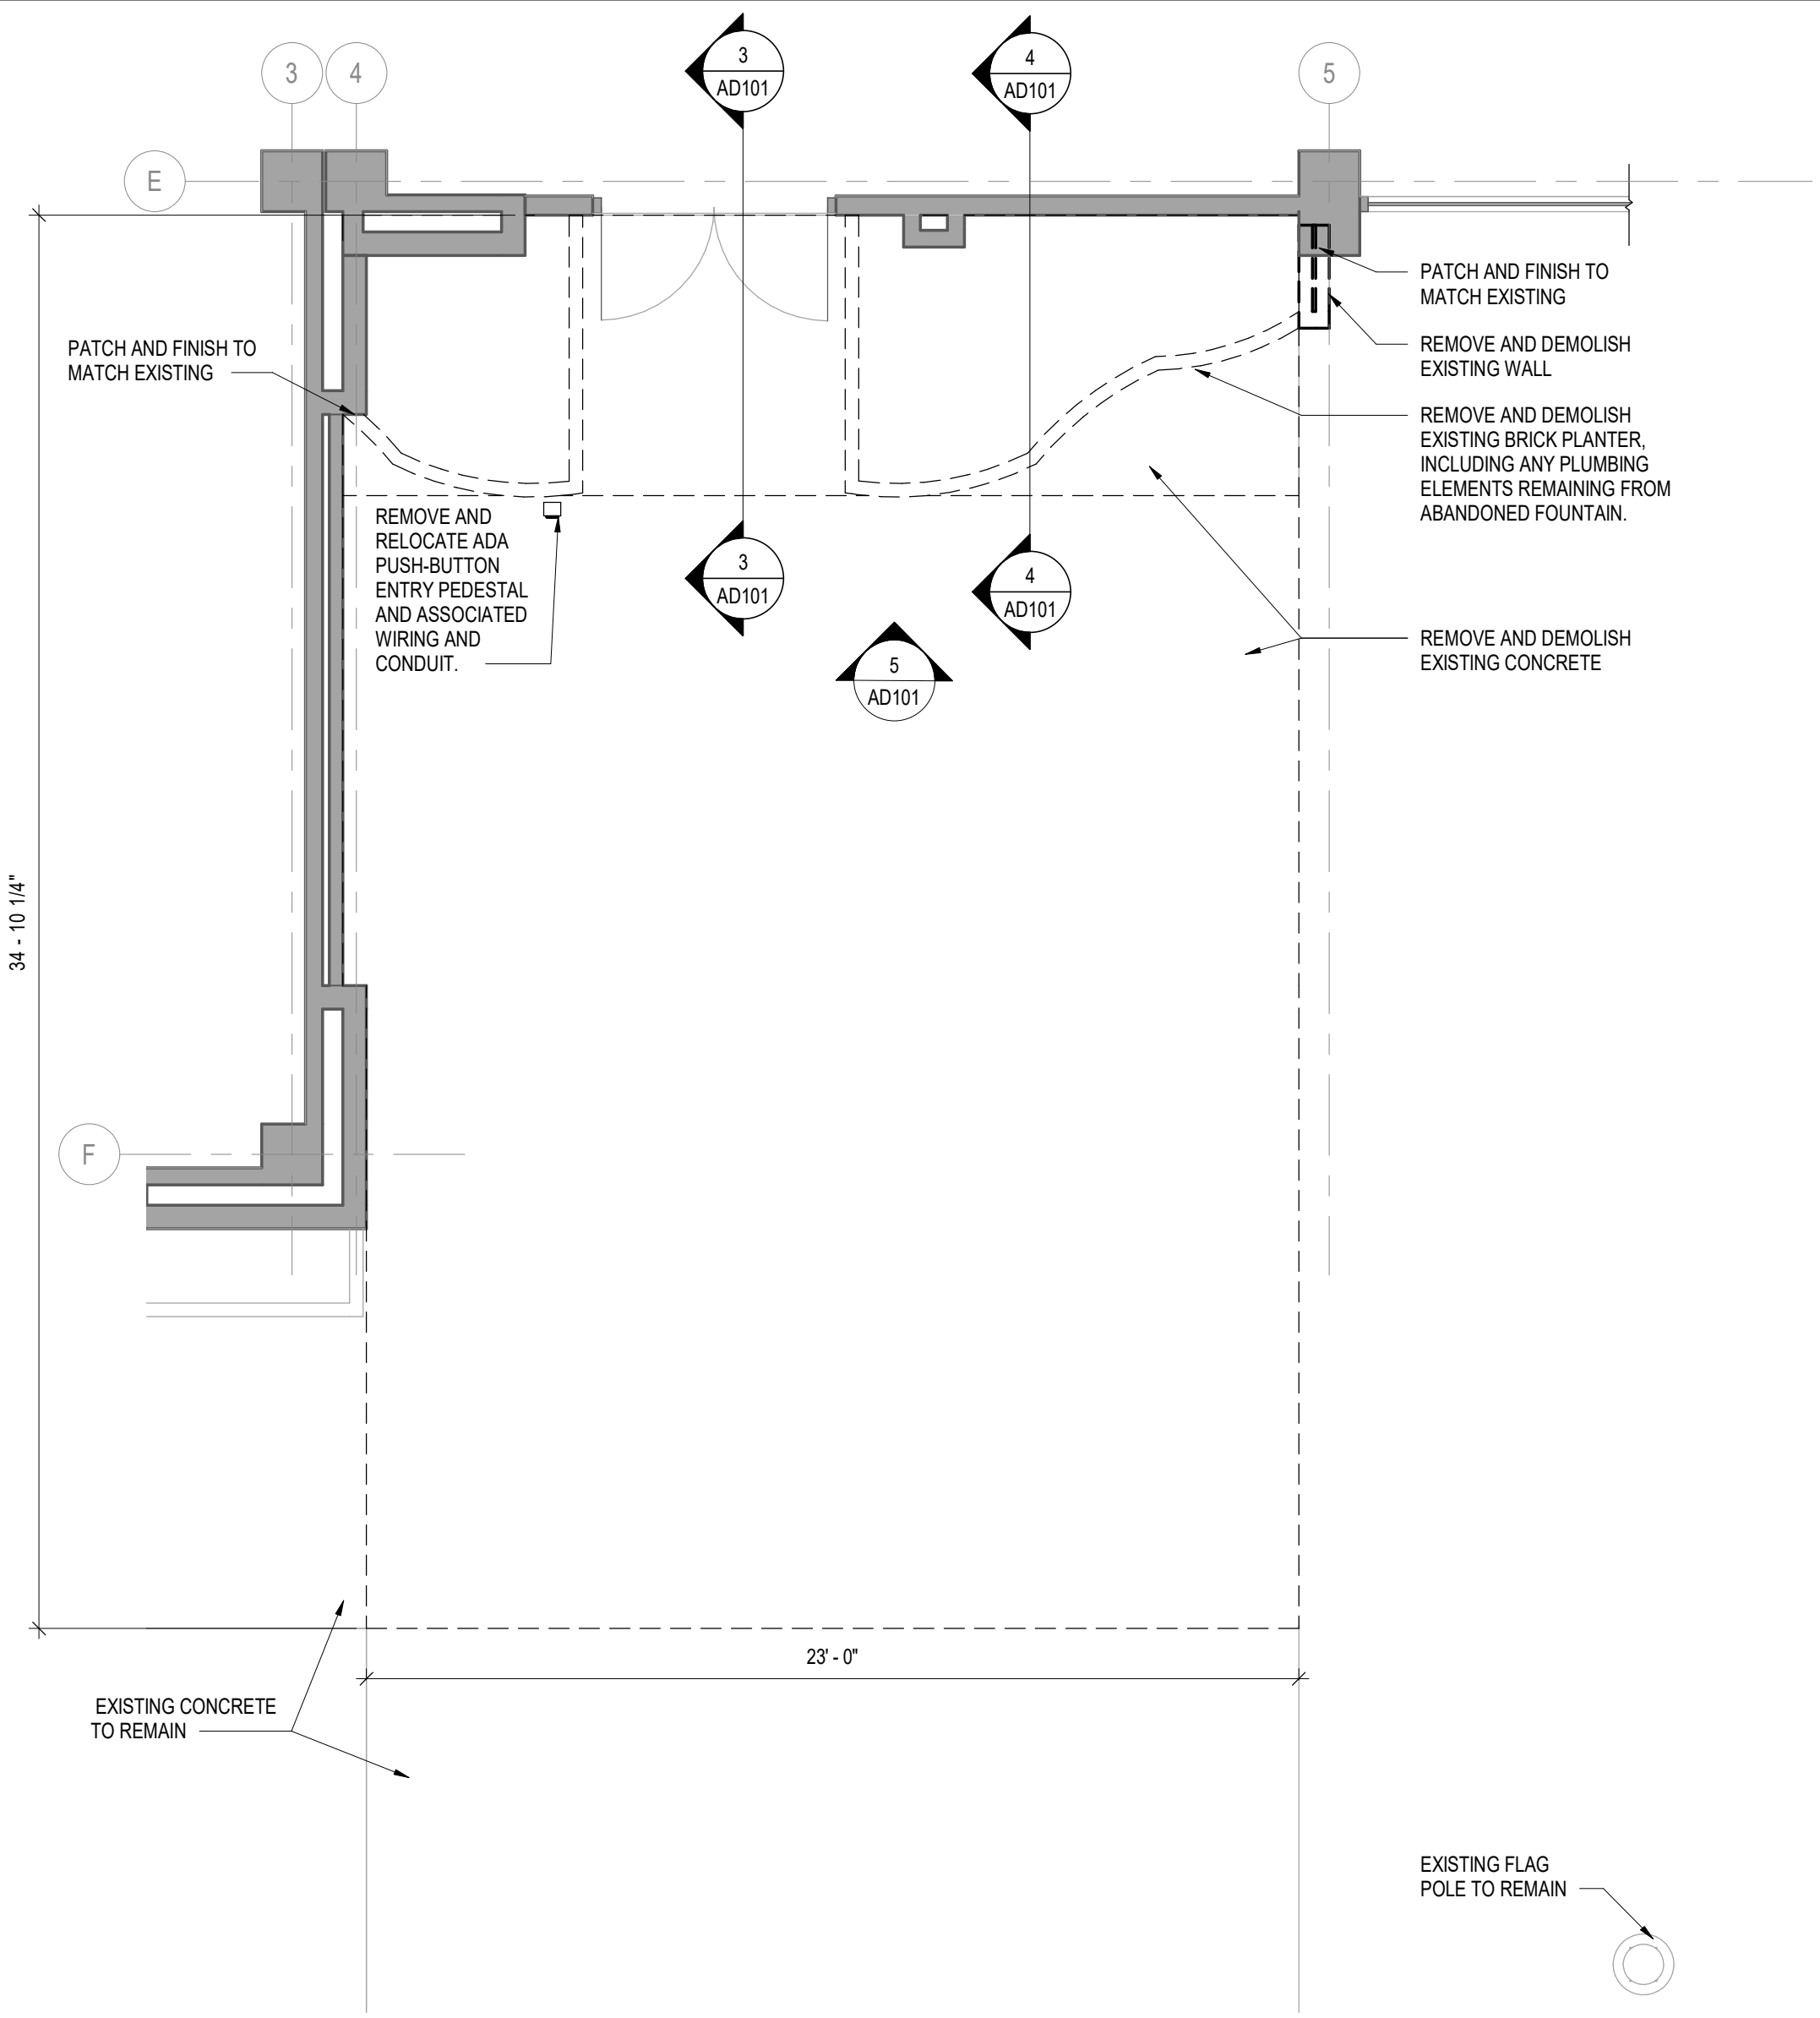 3
AD101
4
AD101
3
4
5
E
PATCH AND FINISH TO
MATCH EXISTING
PATCH AND FINISH TO
MATCH EXISTING
REMOVE AND DEMOLISH
EXISTING WALL
REMOVE AND DEMOLISH
EXISTING BRICK PLANTER,
INCLUDING ANY PLUMBING
ELEMENTS REMAINING FROM
ABANDONED FOUNTAIN.
REMOVE AND
RELOCATE ADA
PUSH-BUTTON
ENTRY PEDESTAL
AND ASSOCIATED
WIRING AND
CONDUIT.
3
AD101
4
AD101
5
AD101
REMOVE AND DEMOLISH
EXISTING CONCRETE
34 - 10 1/4"
F
23' - 0"
EXISTING CONCRETE
TO REMAIN
EXISTING FLAG
POLE TO REMAIN